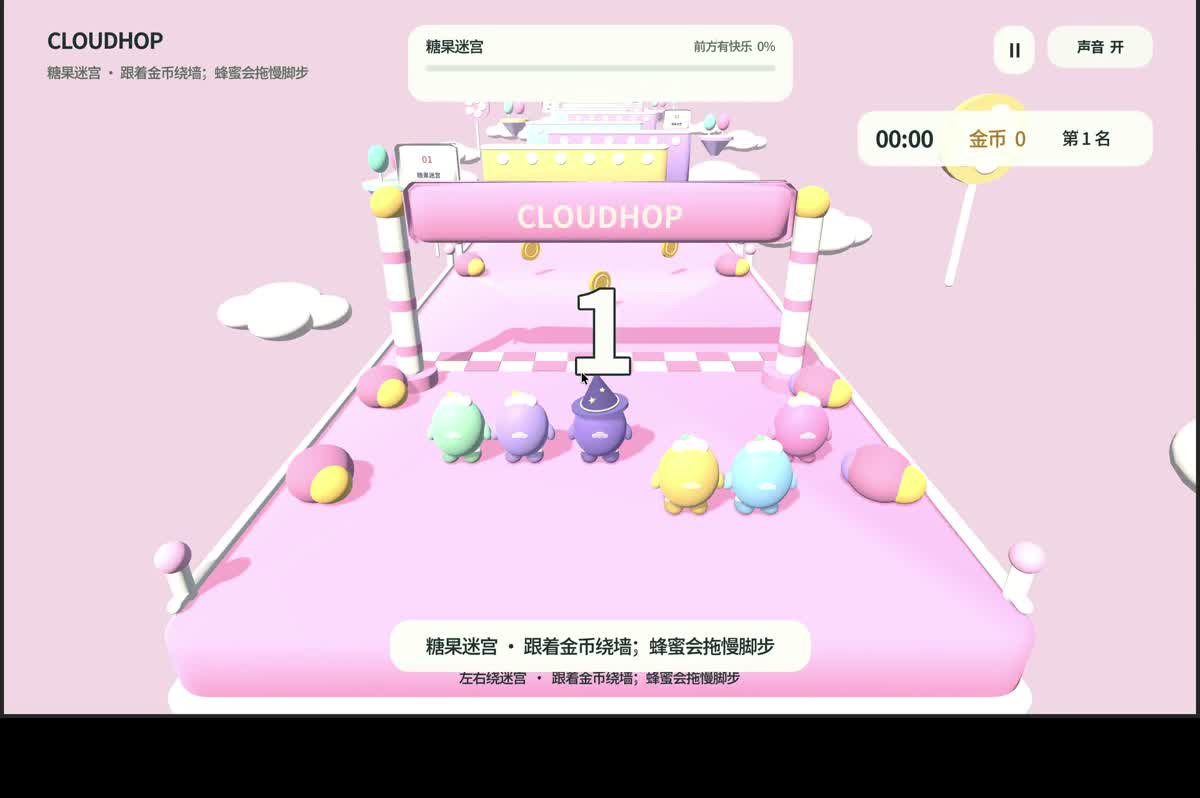 CLOUDHOP
糖果迷宫 · 跟着金币绕墙；蜂蜜会拖慢脚步
糖果迷宫
前方有快乐 0%
声音 开
00:00
金币 0
第1名
01
糖果迷宫
CLOUDHOP
1
糖果迷宫 · 跟着金币绕墙；蜂蜜会拖慢脚步
左右绕迷宫 · 跟着金币绕墙；蜂蜜会拖慢脚步